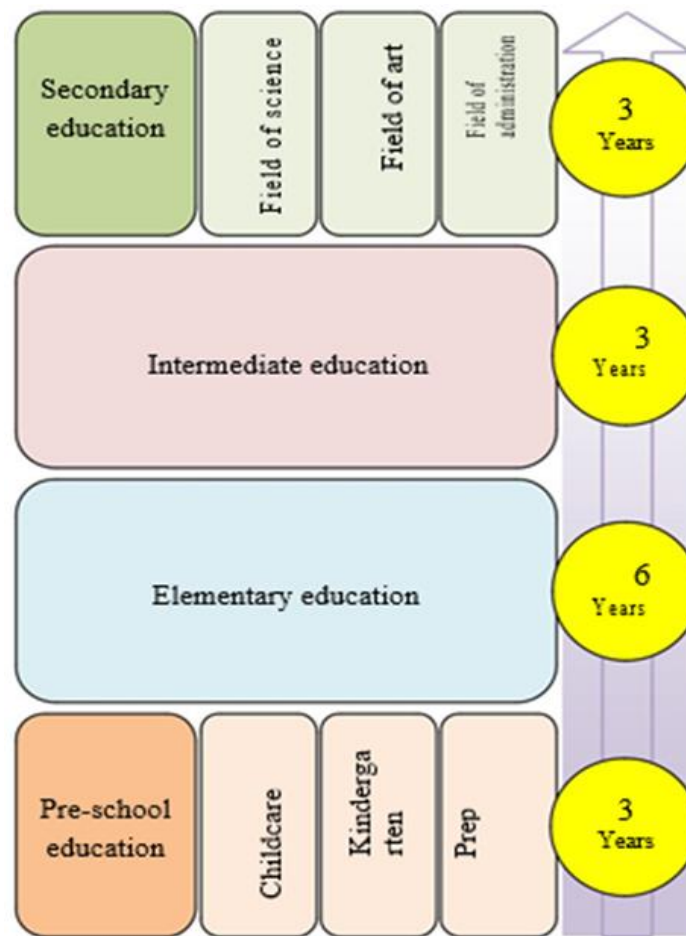 Secondary
education
Field of science
Field of art
Field of
administration
3
Years
Intermediate education
3
Years
Elementary education
6
Years
Pre-school
education
Childcare
Kinderga
rten
Prep
3
Years